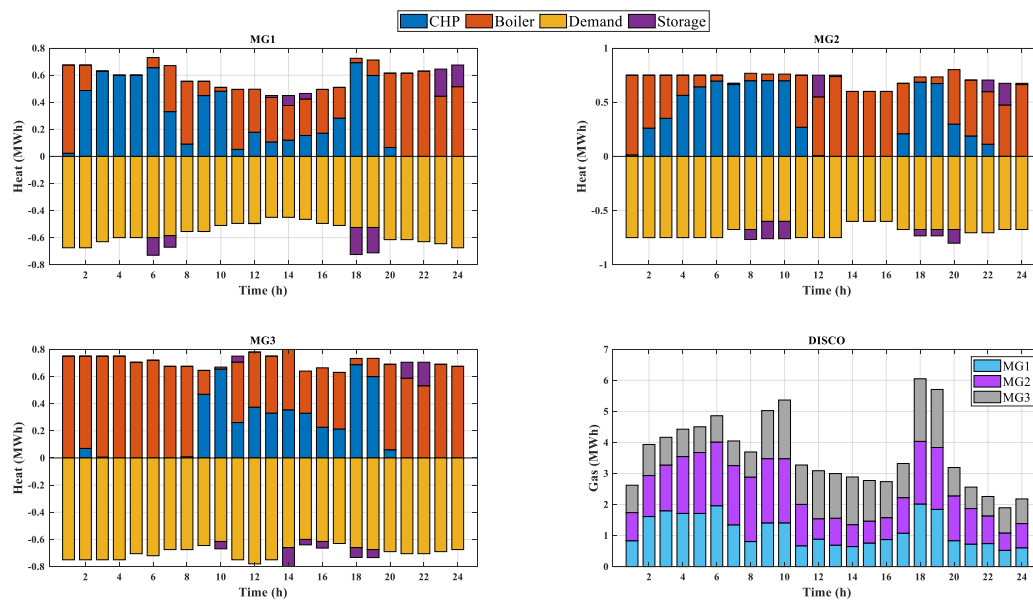 CHP Boiler Demand Storage
MG1
Heat (MWh)
0.8
0.6
0.4
0.2
0
-0.2
-0.4
-0.6
-0.8
2 4 6 8 10 12 14 16 18 20 22 24
Time (h)
MG2
Heat (MWh)
1
0.5
0
-0.5
-1
2 4 6 8 10 12 14 16 18 20 22 24
Time (h)
MG3
Heat (MWh)
0.8
0.6
0.4
0.2
0
-0.2
-0.4
-0.6
-0.8
2 4 6 8 10 12 14 16 18 20 22 24
Time (h)
DISCO
Gas (MWh)
7
6
5
4
3
2
1
0
MG1
MG2
MG3
2 4 6 8 10 12 14 16 18 20 22 24
Time (h)